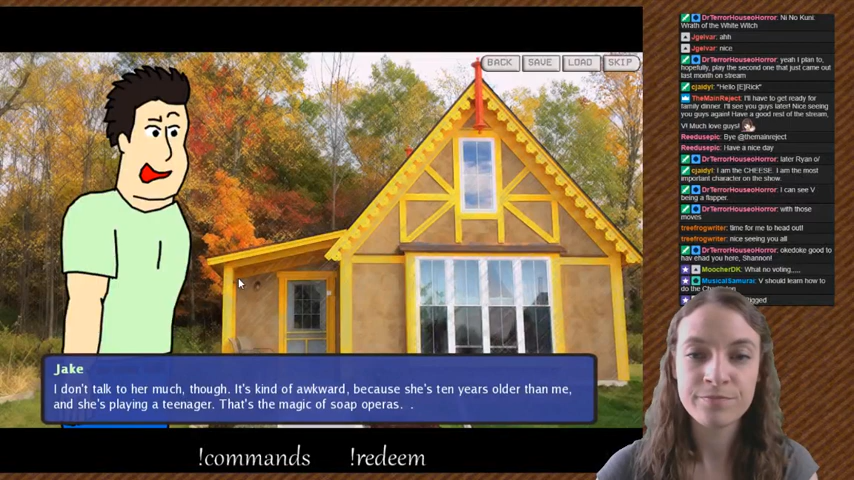 BACK
SAVE
LOAD
SKIP
Jake
I don't talk to her much, though. It's kind of awkward, because she's ten years older than me,
and she's playing a teenager. That's the magic of soap operas. .
!commands
!redeem
DrTerrorHouseoHorror: Ni No Kuni:
Wrath of the White Witch
Jgelvar: ahh
Jgelvar: nice
DrTerrorHouseoHorror: yeah I plan to,
hopefully, play the second one that just came out
last month on stream
cjaidyl: "Hello [E]Rick"
TheMainReject: I'll have to get ready for
family dinner. I'll see you guys later! Nice seeing
you guys again! Have a good rest of the stream,
V! Much love guys!
Reedusepic: Bye @themainreject
Reedusepic: Have a nice day
DrTerrorHouseoHorror: later Ryan o/
cjaidyl: I am the CHEESE. I am the most
important character on the show.
DrTerrorHouseoHorror: I can see V
being a flapper.
DrTerrorHouseoHorror: with those
moves
treefrogwriter: time for me to head out!
treefrogwriter: nice seeing you all
DrTerrorHouseoHorror: okedoke good to
hav ehad you here, Shannon!
MoocherDK: What no voting.....
MusicalSamurai: V should learn how to
do the